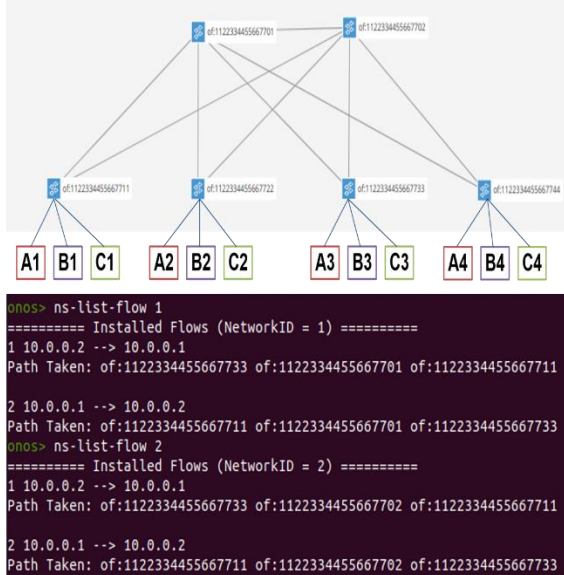 of:1122334455667701 of:1122334455667702
of:1122334455667711 of:1122334455667722 of:1122334455667733 of:1122334455667744
A1 B1 C1 A2 B2 C2 A3 B3 C3 A4 B4 C4
onos> ns-list-flow 1
========== Installed Flows (NetworkID = 1) ==========
1 10.0.0.2 --> 10.0.0.1
Path Taken: of:1122334455667733 of:1122334455667701 of:1122334455667711
2 10.0.0.1 --> 10.0.0.2
Path Taken: of:1122334455667711 of:1122334455667701 of:1122334455667733
onos> ns-list-flow 2
========== Installed Flows (NetworkID = 2) ==========
1 10.0.0.2 --> 10.0.0.1
Path Taken: of:1122334455667733 of:1122334455667702 of:1122334455667711
2 10.0.0.1 --> 10.0.0.2
Path Taken: of:1122334455667711 of:1122334455667702 of:1122334455667733